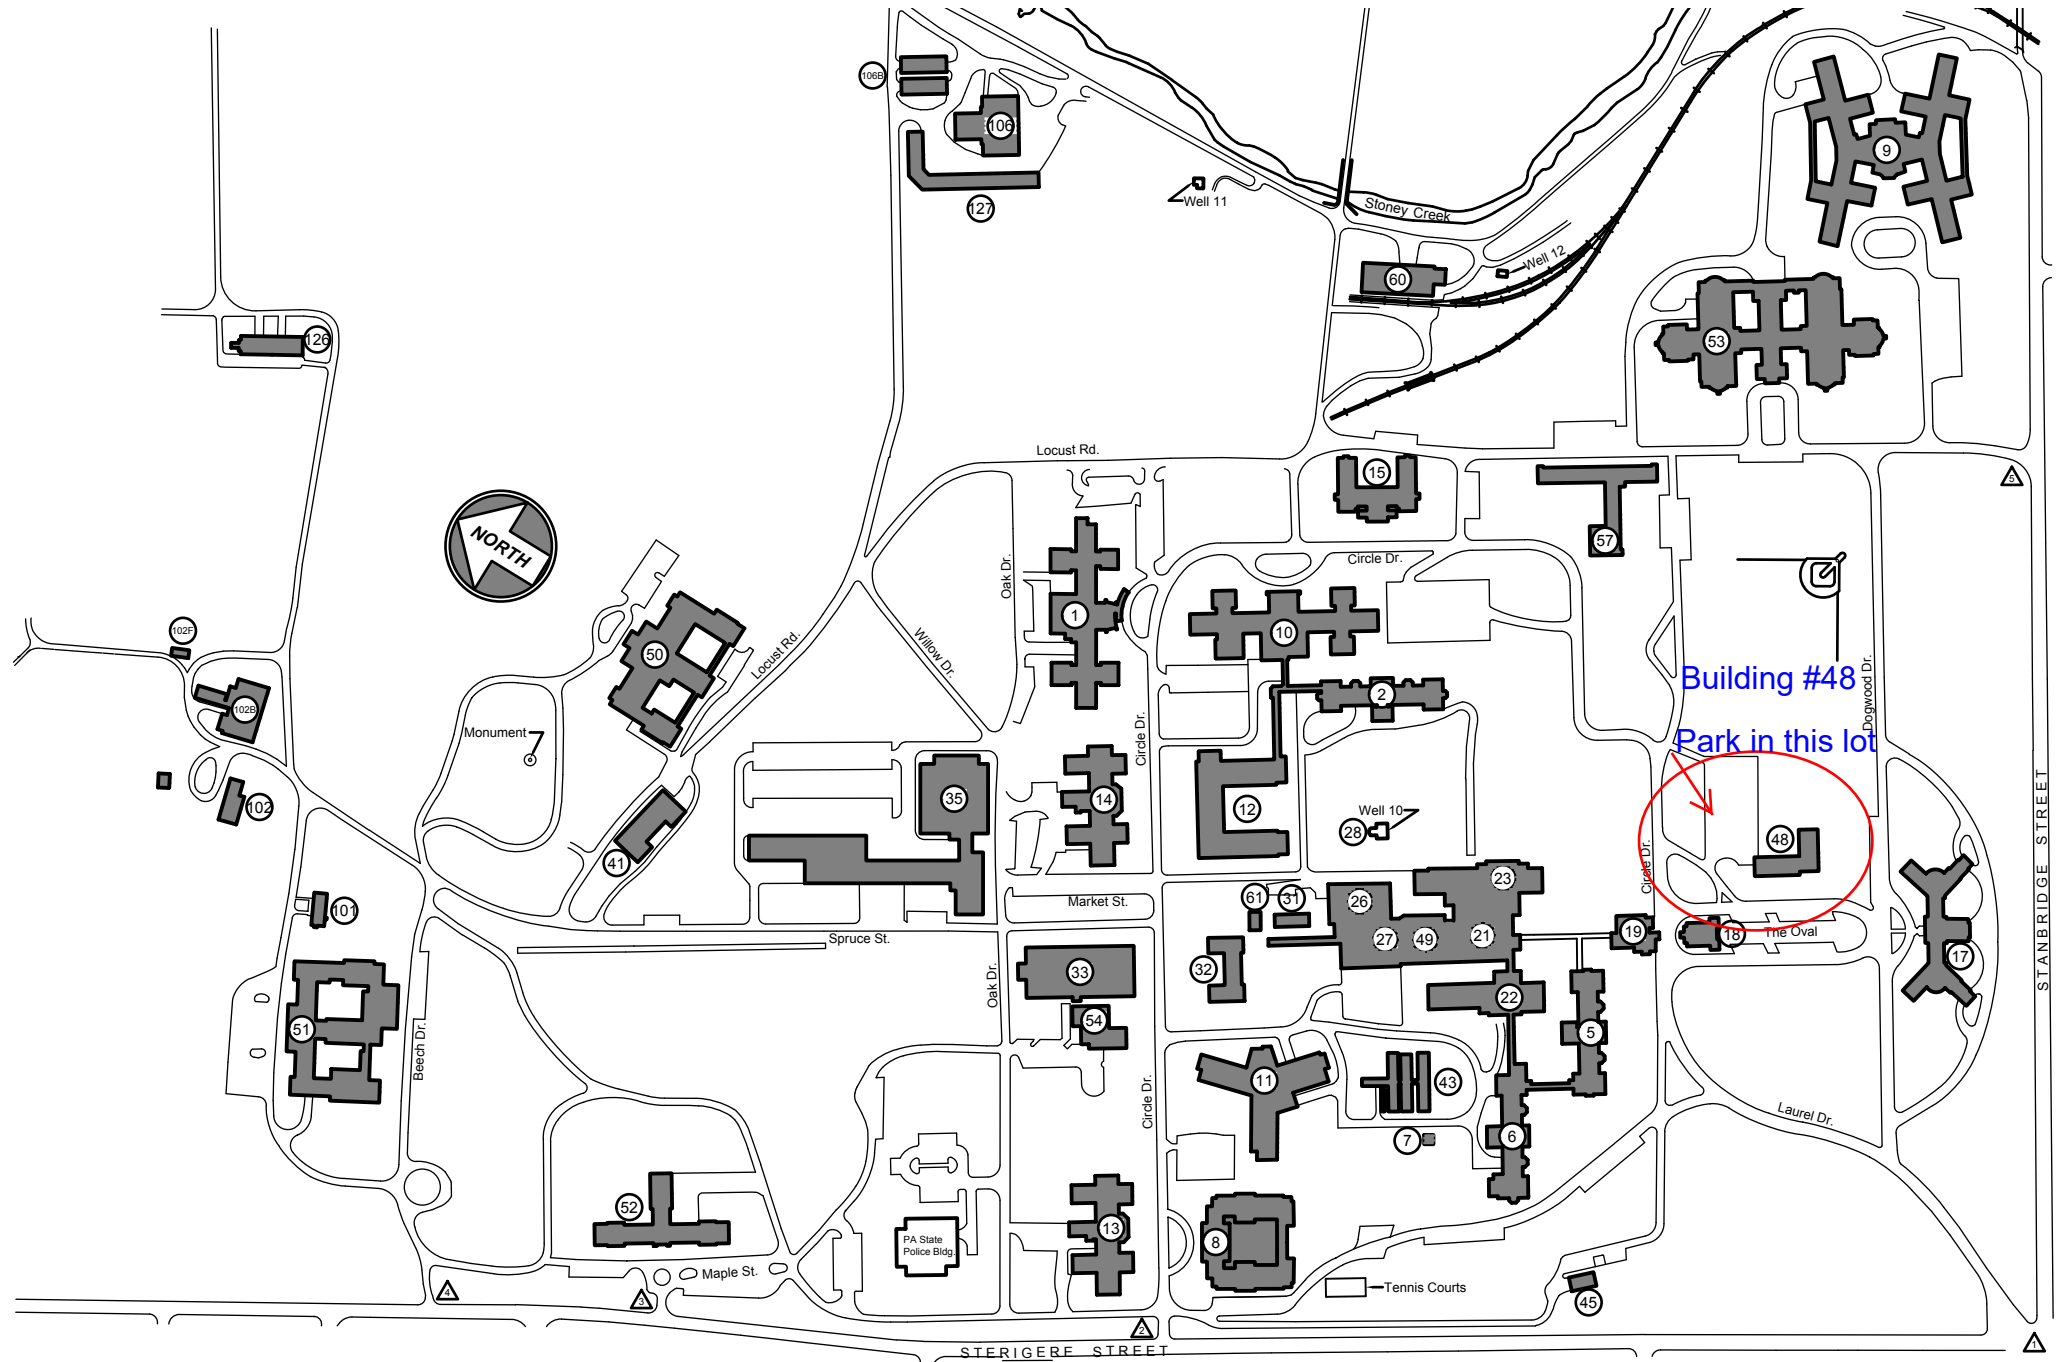 106B
106
9
127
Well 11
Stoney Creek
Well 12
60
126
53
Locust Rd.
15
5
57
NORTH
Circle Dr.
Oak Dr.
1
102F
10
50
Locust Rd.
Willow Dr.
Building #48
Dogwood Dr.
2
102B
Monument
Circle Dr.
Park in this lot
35
14
12
Well 10
28
102
41
48
Circle Dr.
STANBRIDGE STREET
23
61
31
26
101
Market St.
Spruce St.
27
49
21
19
18
The Oval
17
33
32
Oak Dr.
22
54
51
5
Beech Dr.
11
43
Circle Dr.
Laurel Dr.
7
6
52
13
8
PA State
Police Bldg.
Maple St.
Tennis Courts
4
3
45
2
1
STERIGERE STREET